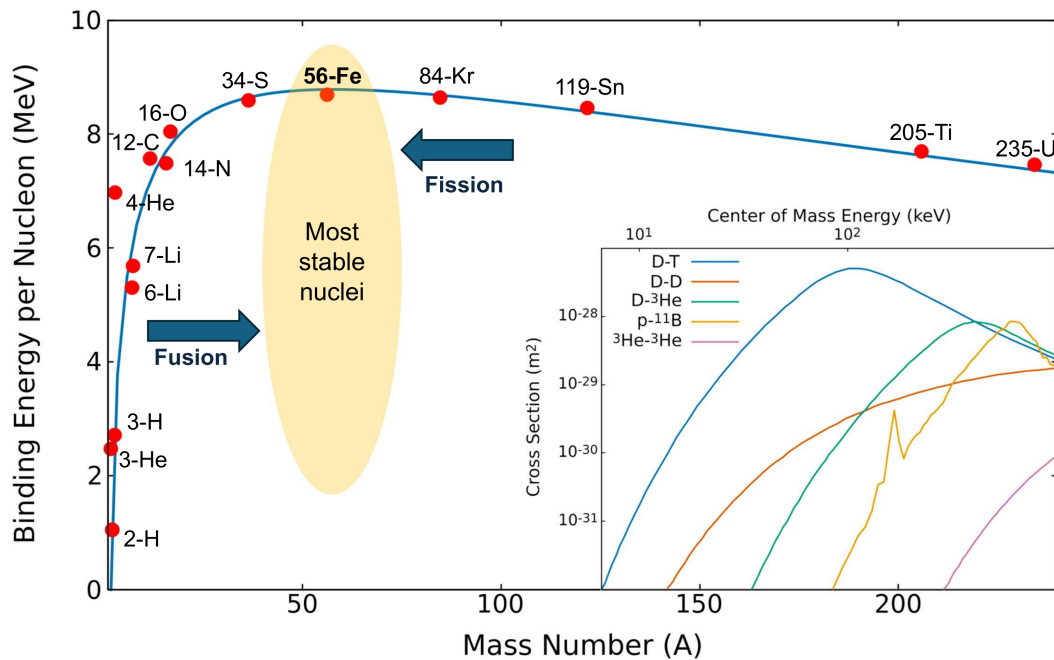 Binding Energy per Nucleon (MeV)
10
8
6
4
2
0
50
100
150
200
Mass Number (A)
34-S
56-Fe
84-Kr
119-Sn
205-Ti
235-U
16-O
12-C
14-N
4-He
7-Li
6-Li
3-H
3-He
2-H
Fission
Fusion
Most
stable
nuclei
Center of Mass Energy (keV)
10¹
10²
D-T
D-D
D-³He
p-¹¹B
³He-³He
Cross Section (m²)
10⁻²⁸
10⁻²⁹
10⁻³⁰
10⁻³¹